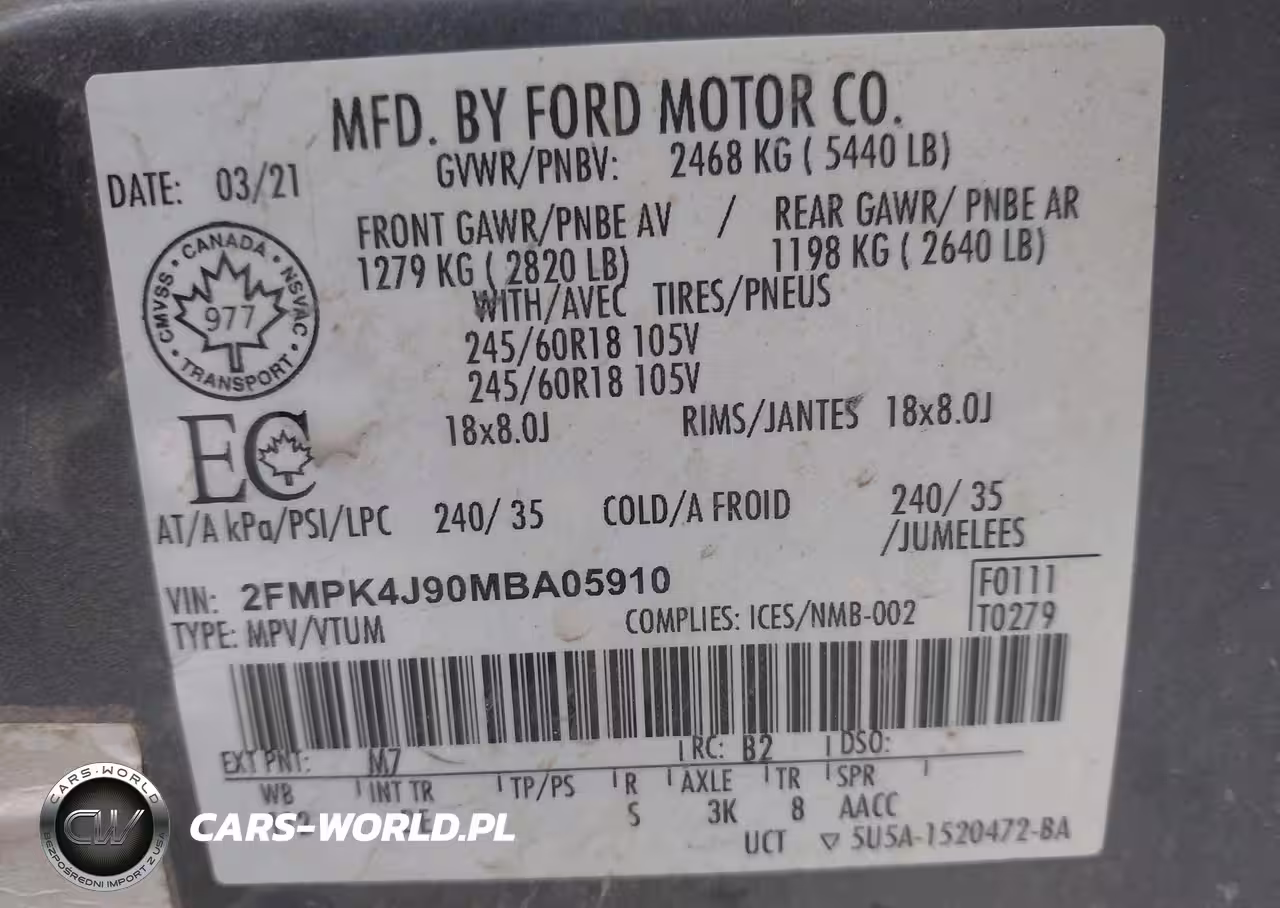 MFD. BY FORD MOTOR CO.
DATE: 03/21
GVWR/PNBV: 2468 KG ( 5440 LB)
FRONT GAWR/PNBE AV / REAR GAWR/ PNBE AR
1279 KG ( 2820 LB) 1198 KG ( 2640 LB)
WITH/AVEC TIRES/PNEUS
245/60R18 105V
245/60R18 105V
18x8.0J RIMS/JANTES 18x8.0J
CANADA • NSVAC • TRANSPORT • CMVSS •
977
EC
AT/A kPa/PSI/LPC 240/ 35 COLD/A FROID 240/ 35
/JUMELEES
VIN: 2FMPK4J90MBA05910
F0111
TYPE: MPV/VTUM COMPLIES: ICES/NMB-002 T0279
EXT PNT: M7 RC: B2 DSO:
WB INT TR TP/PS R AXLE TR SPR
S 3K 8 AACC
UCT ▽ 5U5A-1520472-BA
CARS-WORLD
CW
BEZPOŚREDNI IMPORT Z USA
CARS-WORLD.PL